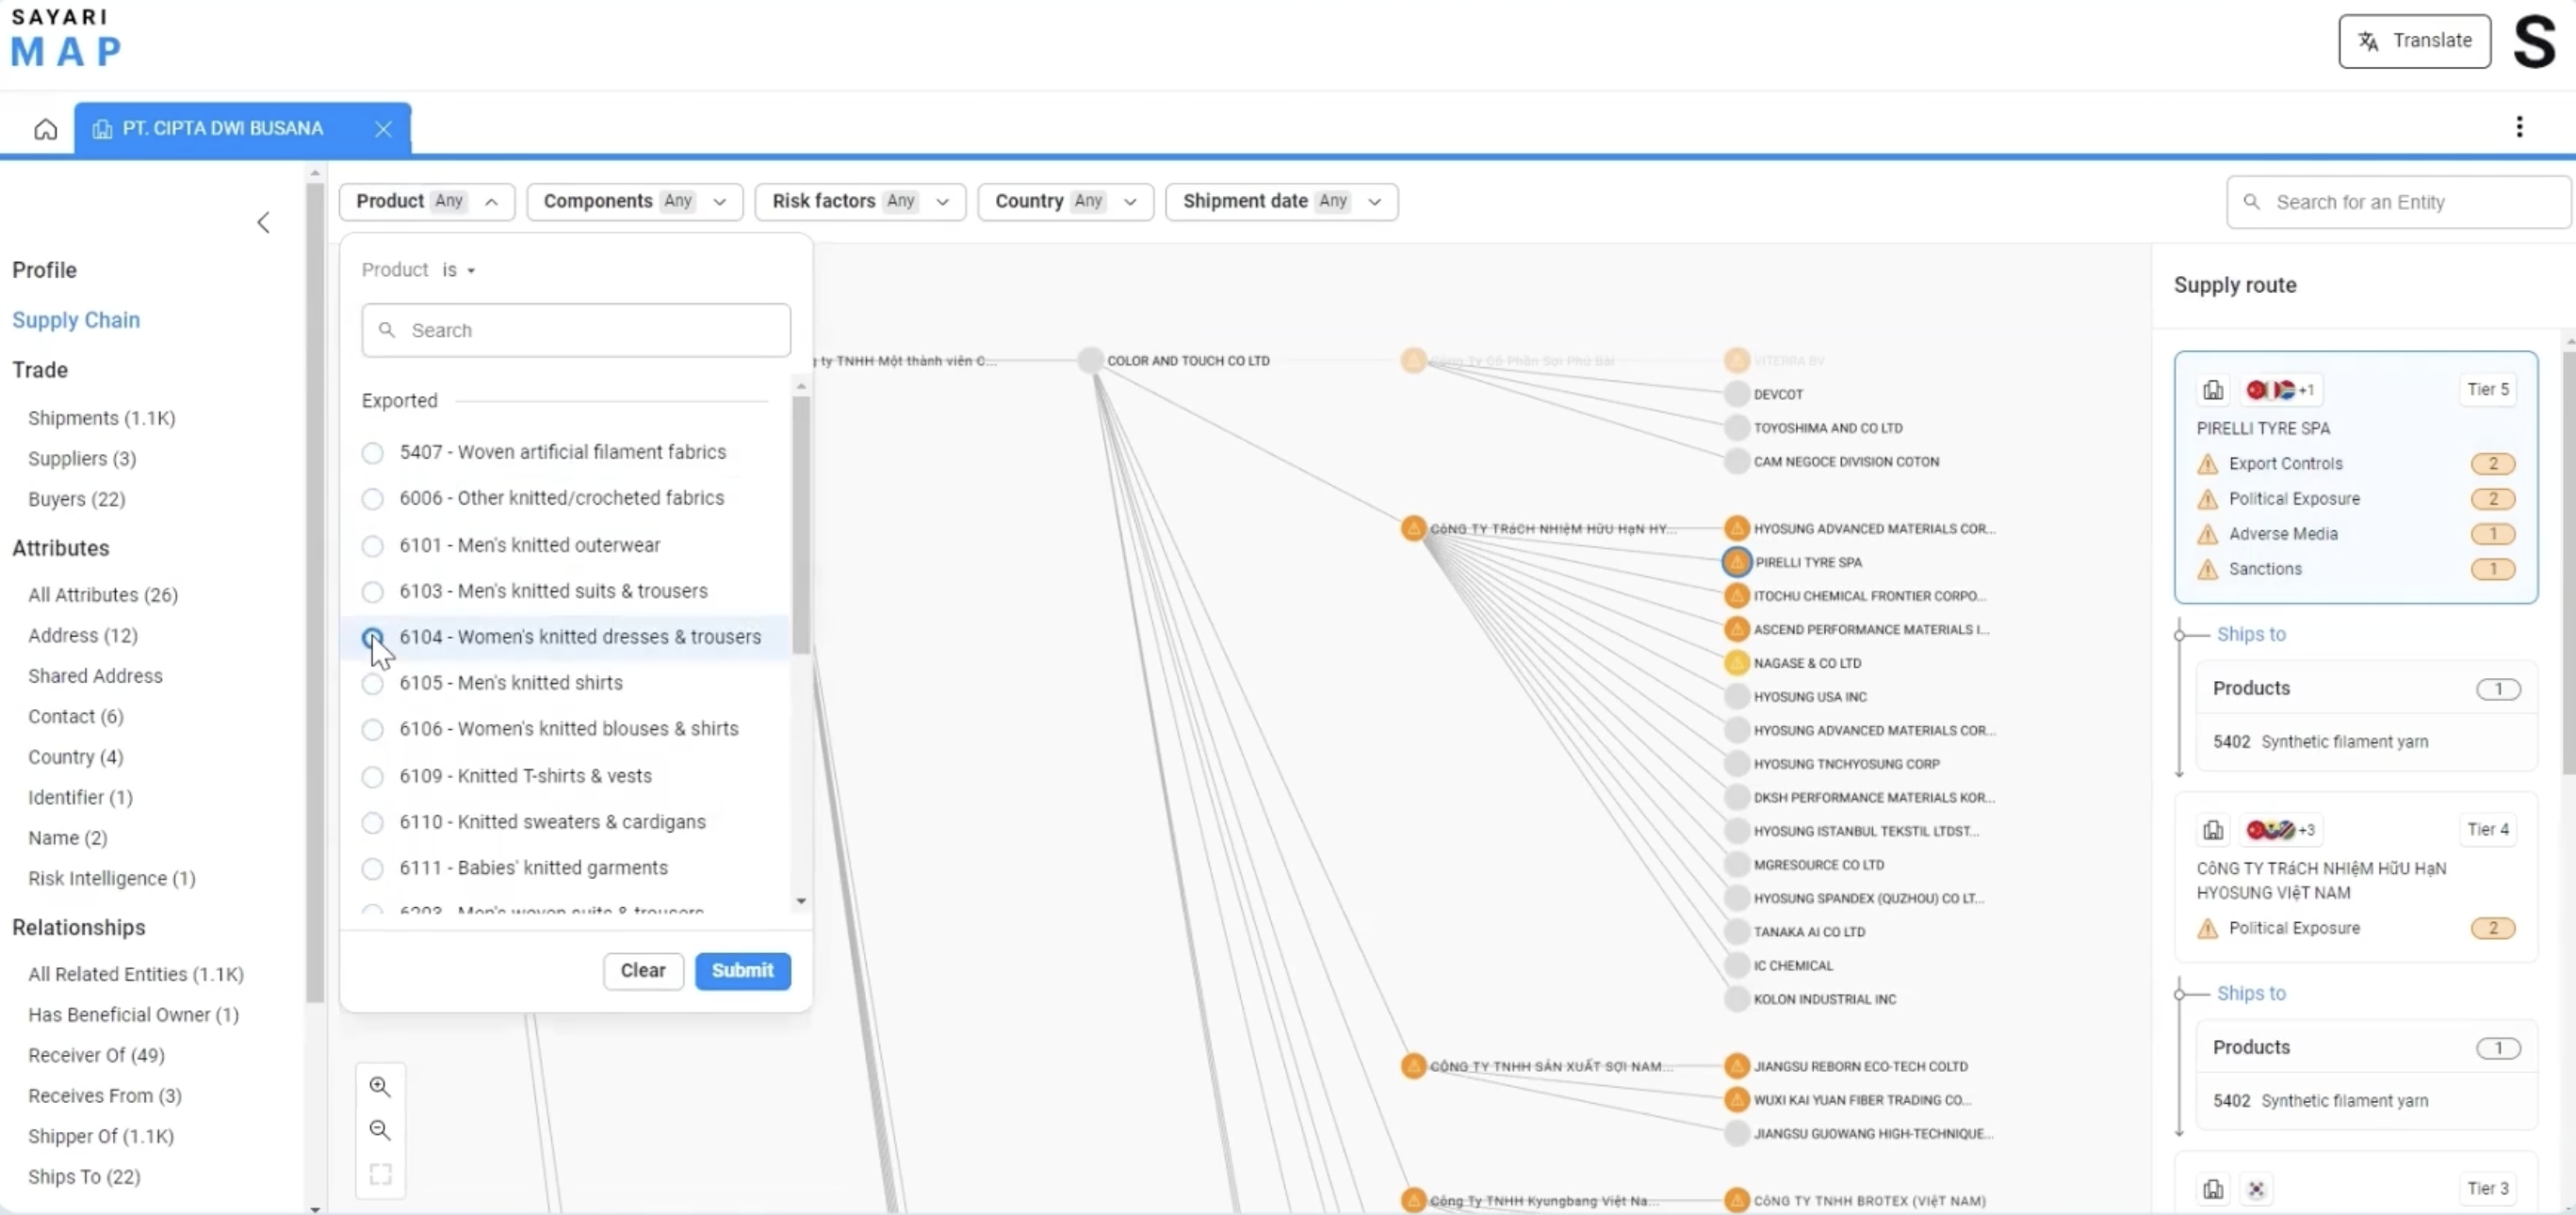 SAYARI
MAP
Translate
S
PT. CIPTA DWI BUSANA
Product Any
Components Any
Risk factors Any
Country Any
Shipment date Any
Search for an Entity
Profile
Supply Chain
Trade
Shipments (1.1K)
Suppliers (3)
Buyers (22)
Attributes
All Attributes (26)
Address (12)
Shared Address
Contact (6)
Country (4)
Identifier (1)
Name (2)
Risk Intelligence (1)
Relationships
All Related Entities (1.1K)
Has Beneficial Owner (1)
Receiver Of (49)
Receives From (3)
Shipper Of (1.1K)
Ships To (22)
Product is
Search
Exported
5407 - Woven artificial filament fabrics
6006 - Other knitted/crocheted fabrics
6101 - Men's knitted outerwear
6103 - Men's knitted suits & trousers
6104 - Women's knitted dresses & trousers
6105 - Men's knitted shirts
6106 - Women's knitted blouses & shirts
6109 - Knitted T-shirts & vests
6110 - Knitted sweaters & cardigans
6111 - Babies' knitted garments
6203 - Men's woven suits & trousers
Clear
Submit
ty TNHH Một thành viên C...
COLOR AND TOUCH CO LTD
Công Ty Cổ Phần Sợi Phú Bài
VITERRA BV
DEVCOT
TOYOSHIMA AND CO LTD
CAM NEGOCE DIVISION COTON
CôNG TY TRáCH NHIệM HữU HạN HY...
HYOSUNG ADVANCED MATERIALS COR...
PIRELLI TYRE SPA
ITOCHU CHEMICAL FRONTIER CORPO...
ASCEND PERFORMANCE MATERIALS I...
NAGASE & CO LTD
HYOSUNG USA INC
HYOSUNG ADVANCED MATERIALS COR...
HYOSUNG TNCHYOSUNG CORP
DKSH PERFORMANCE MATERIALS KOR...
HYOSUNG ISTANBUL TEKSTIL LTDST...
MGRESOURCE CO LTD
HYOSUNG SPANDEX (QUZHOU) CO LT...
TANAKA AI CO LTD
IC CHEMICAL
KOLON INDUSTRIAL INC
CÔNG TY TNHH SẢN XUẤT SỢI NAM...
JIANGSU REBORN ECO-TECH COLTD
WUXI KAI YUAN FIBER TRADING CO...
JIANGSU GUOWANG HIGH-TECHNIQUE...
Công Ty TNHH Kyungbang Việt Na...
CôNG TY TNHH BROTEX (VIệT NAM)
Supply route
+1
Tier 5
PIRELLI TYRE SPA
Export Controls 2
Political Exposure 2
Adverse Media 1
Sanctions 1
Ships to
Products 1
5402 Synthetic filament yarn
+3
Tier 4
CôNG TY TRáCH NHIệM HữU HạN
HYOSUNG VIệT NAM
Political Exposure 2
Ships to
Products 1
5402 Synthetic filament yarn
Tier 3